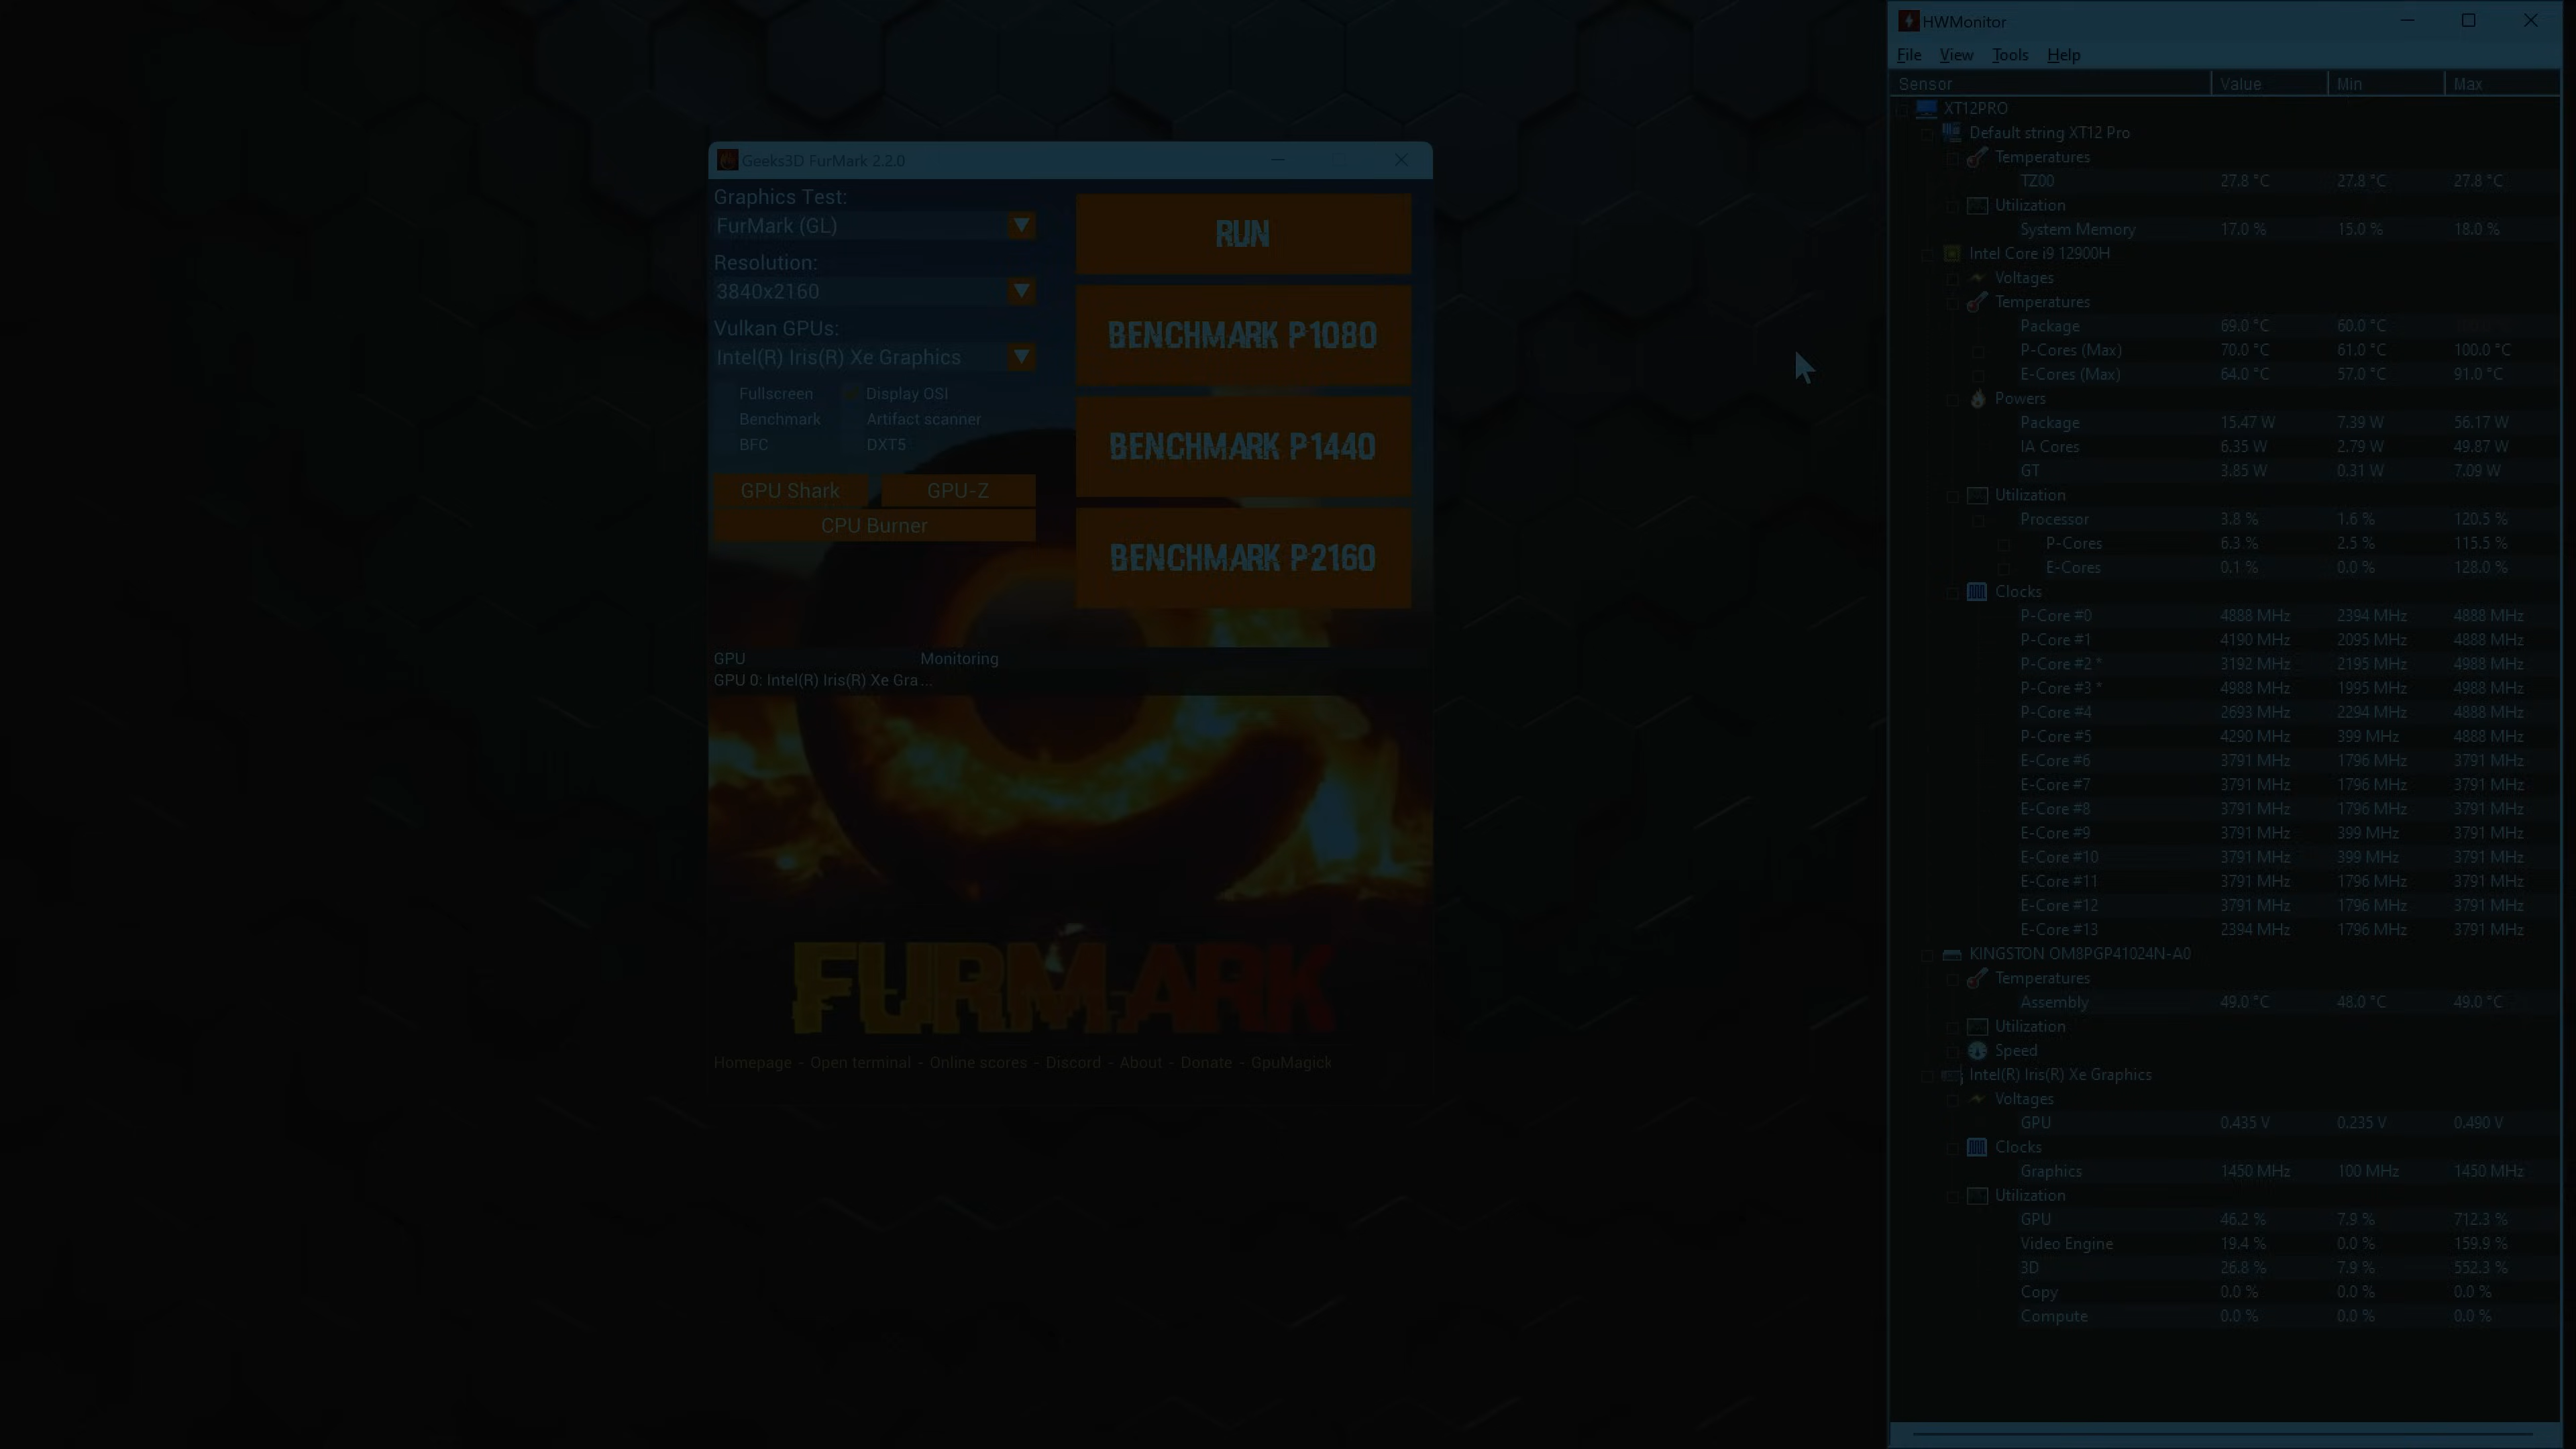 Geeks3D FurMark 2.2.0
Graphics Test:
FurMark (GL)
Resolution:
3840x2160
Vulkan GPUs:
Intel(R) Iris(R) Xe Graphics
Fullscreen Display OSI
Benchmark Artifact scanner
BFC DXT5
GPU Shark GPU-Z
CPU Burner
RUN
BENCHMARK P1080
BENCHMARK P1440
BENCHMARK P2160
GPU Monitoring
GPU 0: Intel(R) Iris(R) Xe Gra...
FURMARK
Homepage - Open terminal - Online scores - Discord - About - Donate - GpuMagick
HWMonitor
File View Tools Help
Sensor Value Min Max
XT12PRO
Default string XT12 Pro
Temperatures
TZ00 27.8 °C 27.8 °C 27.8 °C
Utilization
System Memory 17.0 % 15.0 % 18.0 %
Intel Core i9 12900H
Voltages
Temperatures
Package 69.0 °C 60.0 °C
P-Cores (Max) 70.0 °C 61.0 °C 100.0 °C
E-Cores (Max) 64.0 °C 57.0 °C 91.0 °C
Powers
Package 15.47 W 7.39 W 56.17 W
IA Cores 6.35 W 2.79 W 49.87 W
GT 3.85 W 0.31 W 7.09 W
Utilization
Processor 3.8 % 1.6 % 120.5 %
P-Cores 6.3 % 2.5 % 115.5 %
E-Cores 0.1 % 0.0 % 128.0 %
Clocks
P-Core #0 4888 MHz 2394 MHz 4888 MHz
P-Core #1 4190 MHz 2095 MHz 4888 MHz
P-Core #2 * 3192 MHz 2195 MHz 4988 MHz
P-Core #3 * 4988 MHz 1995 MHz 4988 MHz
P-Core #4 2693 MHz 2294 MHz 4888 MHz
P-Core #5 4290 MHz 399 MHz 4888 MHz
E-Core #6 3791 MHz 1796 MHz 3791 MHz
E-Core #7 3791 MHz 1796 MHz 3791 MHz
E-Core #8 3791 MHz 1796 MHz 3791 MHz
E-Core #9 3791 MHz 399 MHz 3791 MHz
E-Core #10 3791 MHz 399 MHz 3791 MHz
E-Core #11 3791 MHz 1796 MHz 3791 MHz
E-Core #12 3791 MHz 1796 MHz 3791 MHz
E-Core #13 2394 MHz 1796 MHz 3791 MHz
KINGSTON OM8PGP41024N-A0
Temperatures
Assembly 49.0 °C 48.0 °C 49.0 °C
Utilization
Speed
Intel(R) Iris(R) Xe Graphics
Voltages
GPU 0.435 V 0.235 V 0.490 V
Clocks
Graphics 1450 MHz 100 MHz 1450 MHz
Utilization
GPU 46.2 % 7.9 % 712.3 %
Video Engine 19.4 % 0.0 % 159.9 %
3D 26.8 % 7.9 % 552.3 %
Copy 0.0 % 0.0 % 0.0 %
Compute 0.0 % 0.0 % 0.0 %